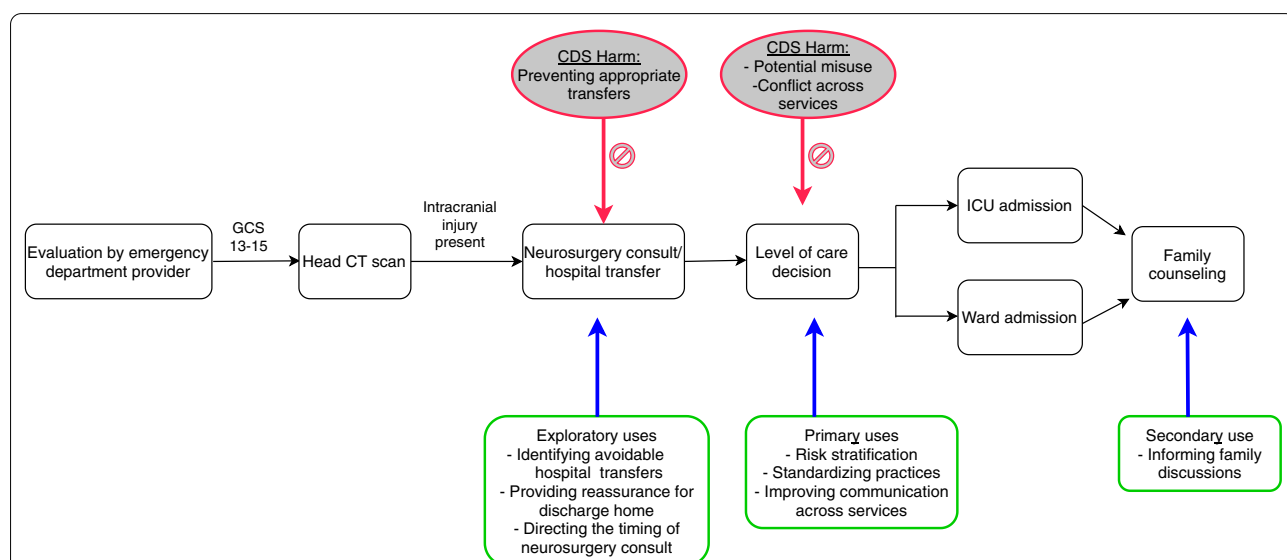 CDS Harm:
Preventing appropriate
transfers
CDS Harm:
- Potential misuse
-Conflict across
services
Evaluation by emergency
department provider
GCS
13-15
Head CT scan
Intracranial
injury
present
Neurosurgery consult/
hospital transfer
Level of care
decision
ICU admission
Ward admission
Family
counseling
Exploratory uses
- Identifying avoidable
hospital transfers
- Providing reassurance for
discharge home
- Directing the timing of
neurosurgery consult
Primary uses
- Risk stratification
- Standardizing practices
- Improving communication
across services
Secondary use
- Informing family
discussions